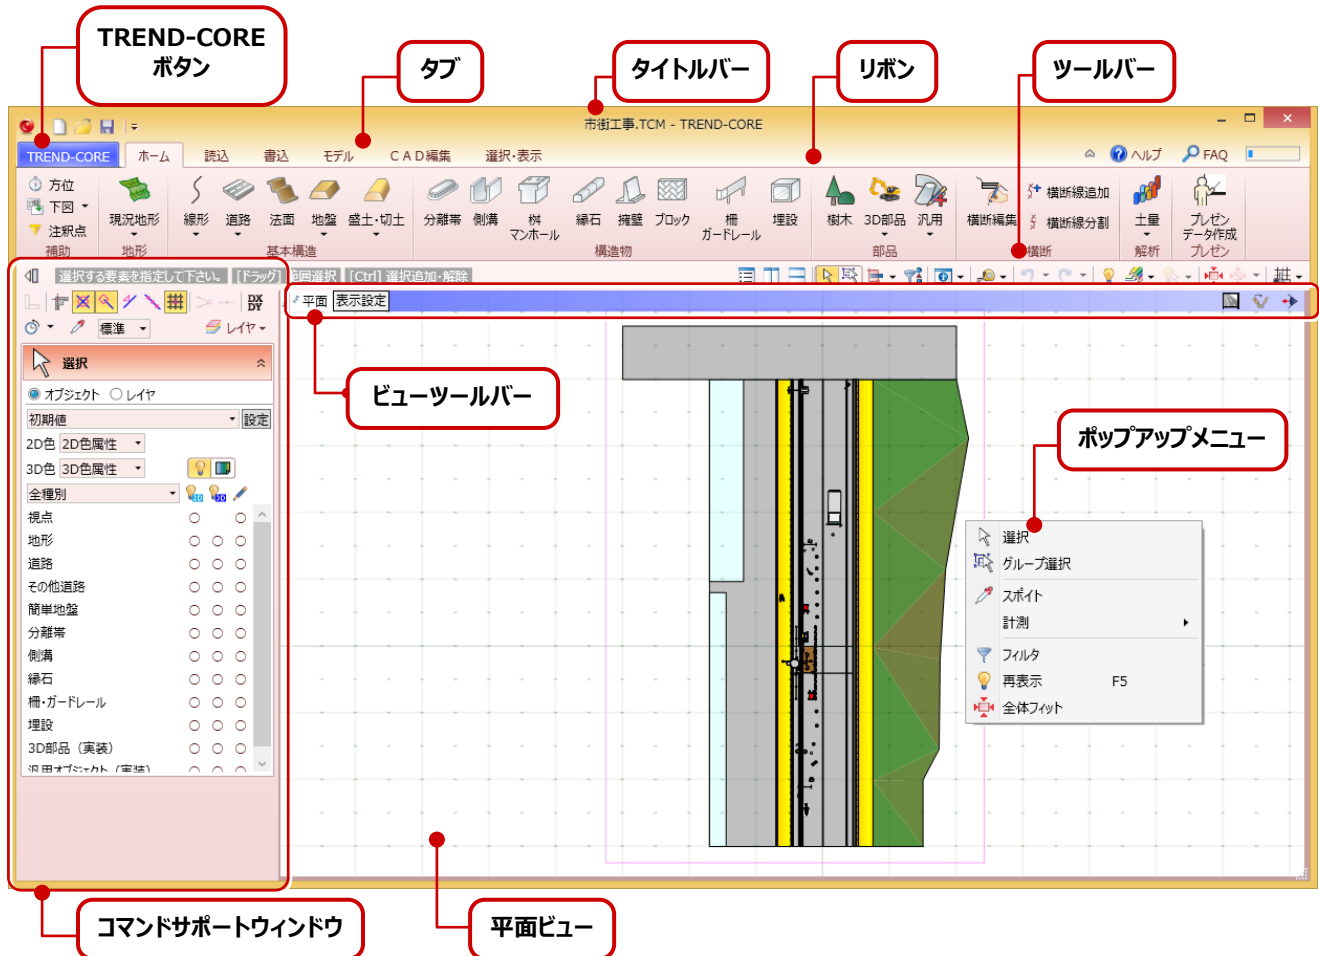 TREND-CORE
ボタン
タブ
タイトルバー
リボン
ツールバー
市街工事.TCM - TREND-CORE
TREND-CORE
ホーム
読込
書込
モデル
ＣＡＤ編集
選択・表示
ヘルプ
FAQ
方位
下図
注釈点
補助
現況地形
地形
線形
道路
法面
地盤
盛土・切土
基本構造
分離帯
側溝
桝
マンホール
縁石
擁壁
ブロック
柵
ガードレール
埋設
構造物
樹木
3D部品
汎用
部品
横断編集
横断線追加
横断線分割
横断
土量
解析
プレゼン
データ作成
プレゼン
選択する要素を指定して下さい。 [ドラッグ]範囲選択 [Ctrl] 選択追加・解除
平面
表示設定
標準
レイヤ
選択
オブジェクト
レイヤ
初期値
設定
2D色
2D色属性
3D色
3D色属性
全種別
視点
地形
道路
その他道路
簡単地盤
分離帯
側溝
縁石
柵・ガードレール
埋設
3D部品（実装）
汎用オブジェクト（実装）
ビューツールバー
ポップアップメニュー
選択
グループ選択
スポイト
計測
フィルタ
再表示 F5
全体フィット
コマンドサポートウィンドウ
平面ビュー